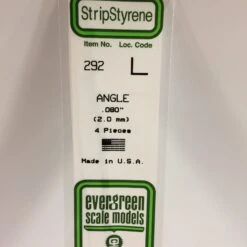 StripStyrene
Item No. Loc. Code
292 L
ANGLE
.080"
(2.0 mm)
4 Pieces
Made in U.S.A.
evergreen
scale models